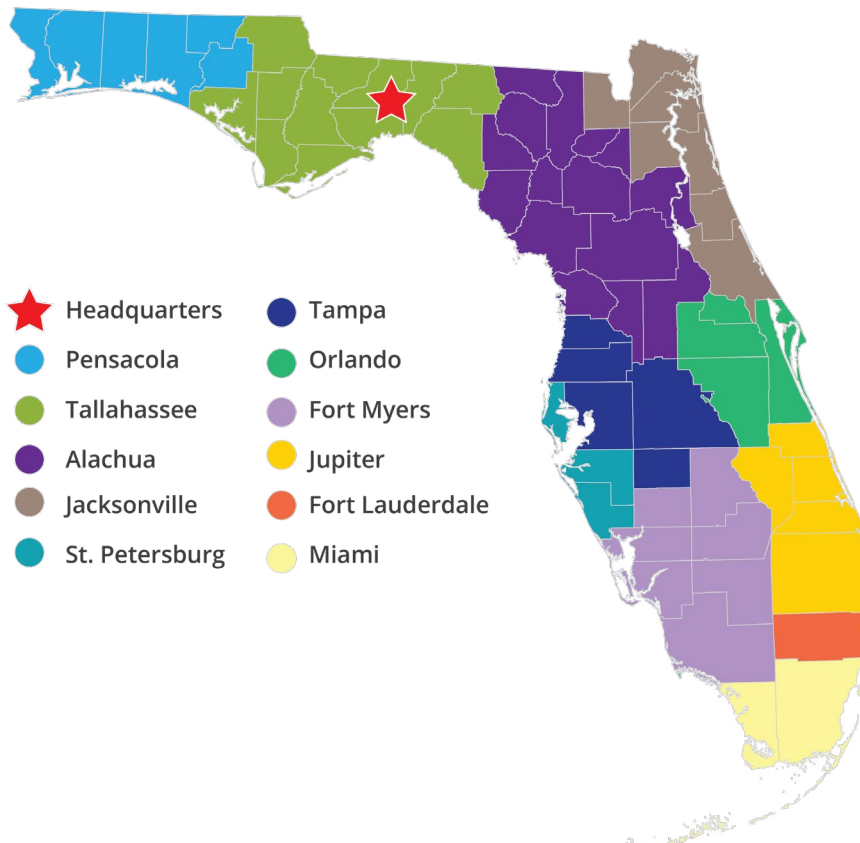 Headquarters
Pensacola
Tallahassee
Alachua
Jacksonville
St. Petersburg
Tampa
Orlando
Fort Myers
Jupiter
Fort Lauderdale
Miami